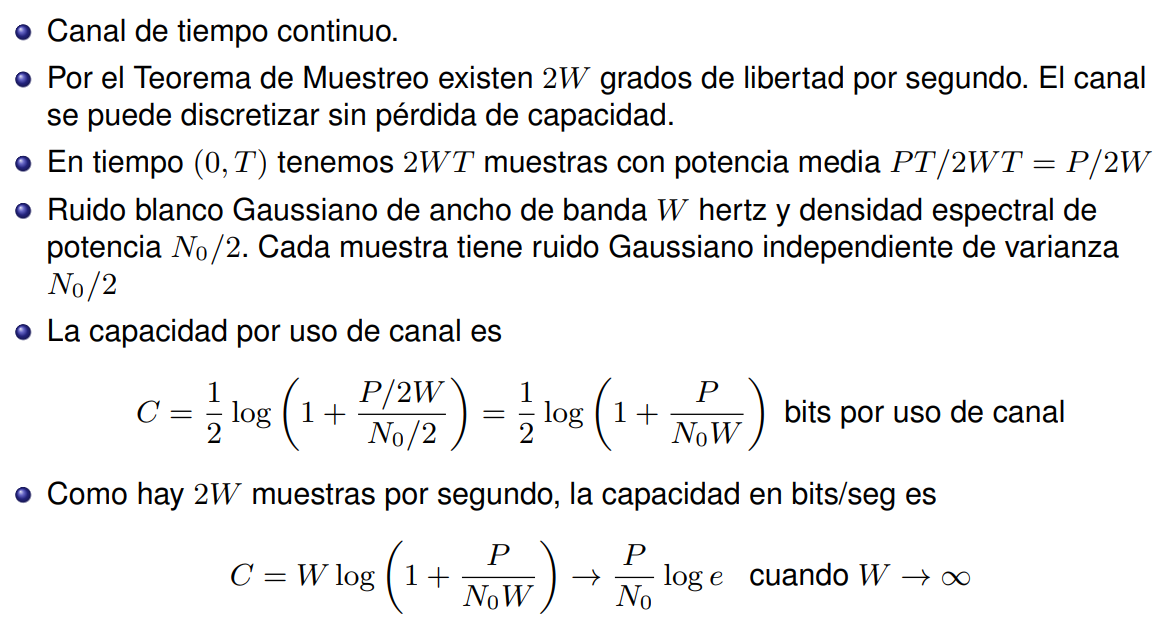 Canal de tiempo continuo.
Por el Teorema de Muestreo existen 2W grados de libertad por segundo. El canal
se puede discretizar sin pérdida de capacidad.
En tiempo (0, T) tenemos 2WT muestras con potencia media PT/2WT = P/2W
Ruido blanco Gaussiano de ancho de banda W hertz y densidad espectral de
potencia N₀/2. Cada muestra tiene ruido Gaussiano independiente de varianza
N₀/2
La capacidad por uso de canal es
C = \frac{1}{2} \log \left( 1 + \frac{P/2W}{N_0/2} \right) = \frac{1}{2} \log \left( 1 + \frac{P}{N_0 W} \right) bits por uso de canal
Como hay 2W muestras por segundo, la capacidad en bits/seg es
C = W \log \left( 1 + \frac{P}{N_0 W} \right) → \frac{P}{N_0} \log e cuando W → ∞